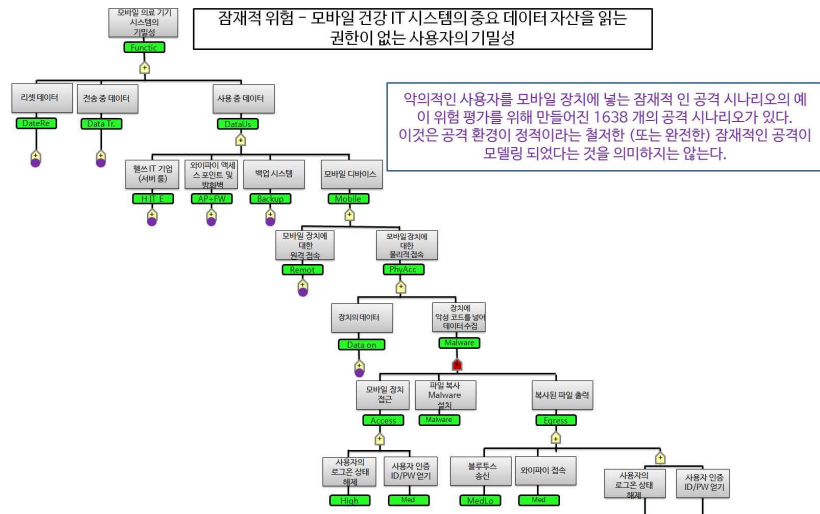 모바일 의료 기기
시스템의
기밀성
Functic
잠재적 위험 - 모바일 건강 IT 시스템의 중요 데이터 자산을 읽는
권한이 없는 사용자의 기밀성
악의적인 사용자를 모바일 장치에 넣는 잠재적 인 공격 시나리오의 예
이 위험 평가를 위해 만들어진 1638 개의 공격 시나리오가 있다.
이것은 공격 환경이 정적이라는 철저한 (또는 완전한) 잠재적인 공격이
모델링 되었다는 것을 의미하지는 않는다.
리셋 데이터
DateRe
전송 중 데이터
Data Tr.
사용 중 데이터
DataUs
헬쓰 IT 기업
(서버 룸)
H IT E
와이파이 액세
스 포인트 및
방화벽
AP+FW
백업 시스템
Backup
모바일 디바이스
Mobile
모바일 장치에
대한
원격 접속
Remot
모바일 장치에
대한
물리적 접속
PhyAcc
장치의 데이터
Data on
장치에
악성 코드를 넣어
데이터 수집
Malware
모바일 장치
접근
Access
파일 복사
Malware
설치
Malware
복사된 파일 출력
Egress
사용자의
로그온 상태
해제
High
사용자 인증
ID/PW 얻기
Med
블루투스
송신
MedLo
와이파이 접속
Med
사용자의
로그온 상태
해제
사용자 인증
ID/PW 얻기